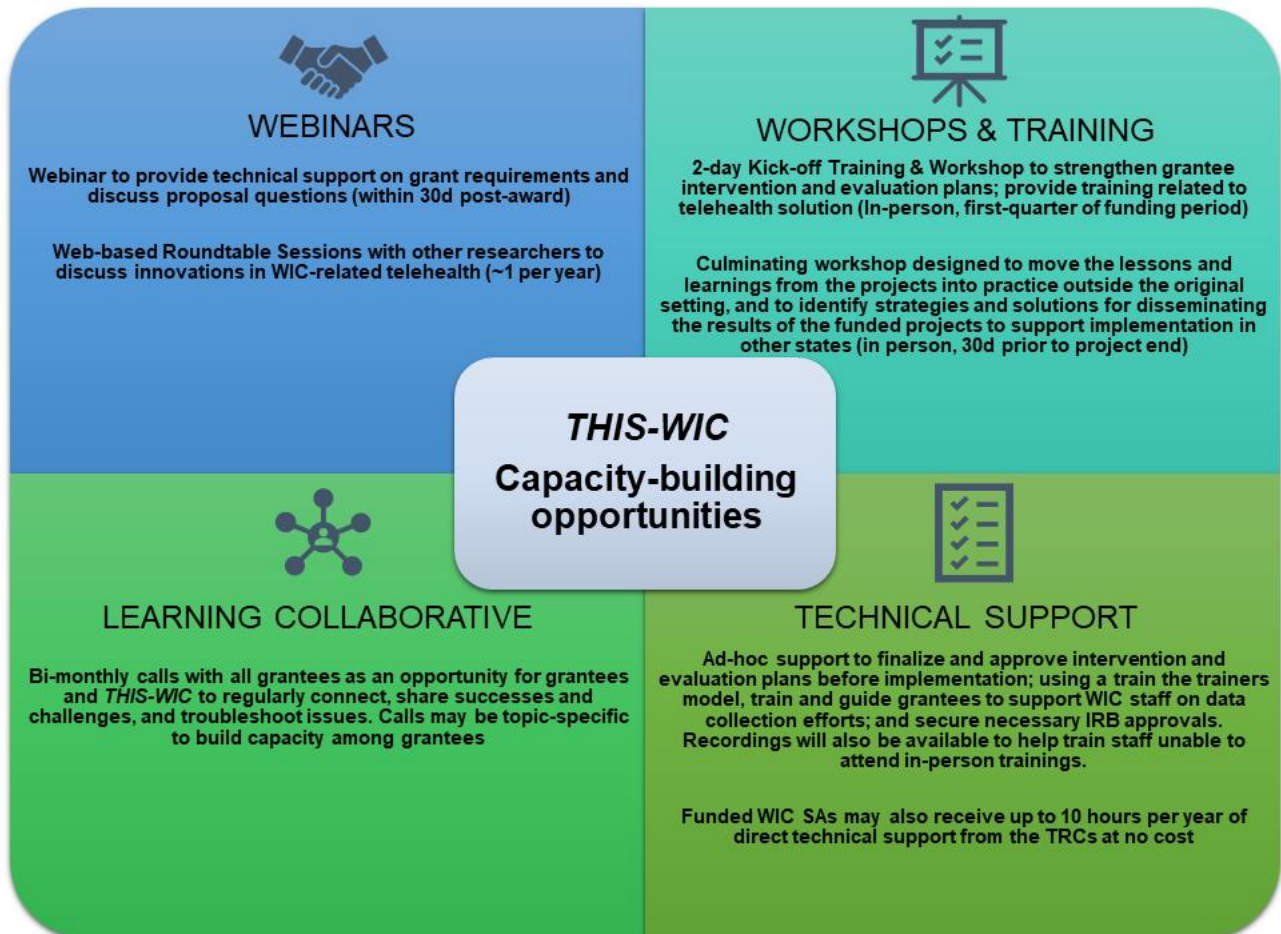 WEBINARS
Webinar to provide technical support on grant requirements and
discuss proposal questions (within 30d post-award)
Web-based Roundtable Sessions with other researchers to
discuss innovations in WIC-related telehealth (~1 per year)
WORKSHOPS & TRAINING
2-day Kick-off Training & Workshop to strengthen grantee
intervention and evaluation plans; provide training related to
telehealth solution (In-person, first-quarter of funding period)
Culminating workshop designed to move the lessons and
learnings from the projects into practice outside the original
setting, and to identify strategies and solutions for disseminating
the results of the funded projects to support implementation in
other states (in person, 30d prior to project end)
THIS-WIC
Capacity-building
opportunities
LEARNING COLLABORATIVE
Bi-monthly calls with all grantees as an opportunity for grantees
and THIS-WIC to regularly connect, share successes and
challenges, and troubleshoot issues. Calls may be topic-specific
to build capacity among grantees
TECHNICAL SUPPORT
Ad-hoc support to finalize and approve intervention and
evaluation plans before implementation; using a train the trainers
model, train and guide grantees to support WIC staff on data
collection efforts; and secure necessary IRB approvals.
Recordings will also be available to help train staff unable to
attend in-person trainings.
Funded WIC SAs may also receive up to 10 hours per year of
direct technical support from the TRCs at no cost